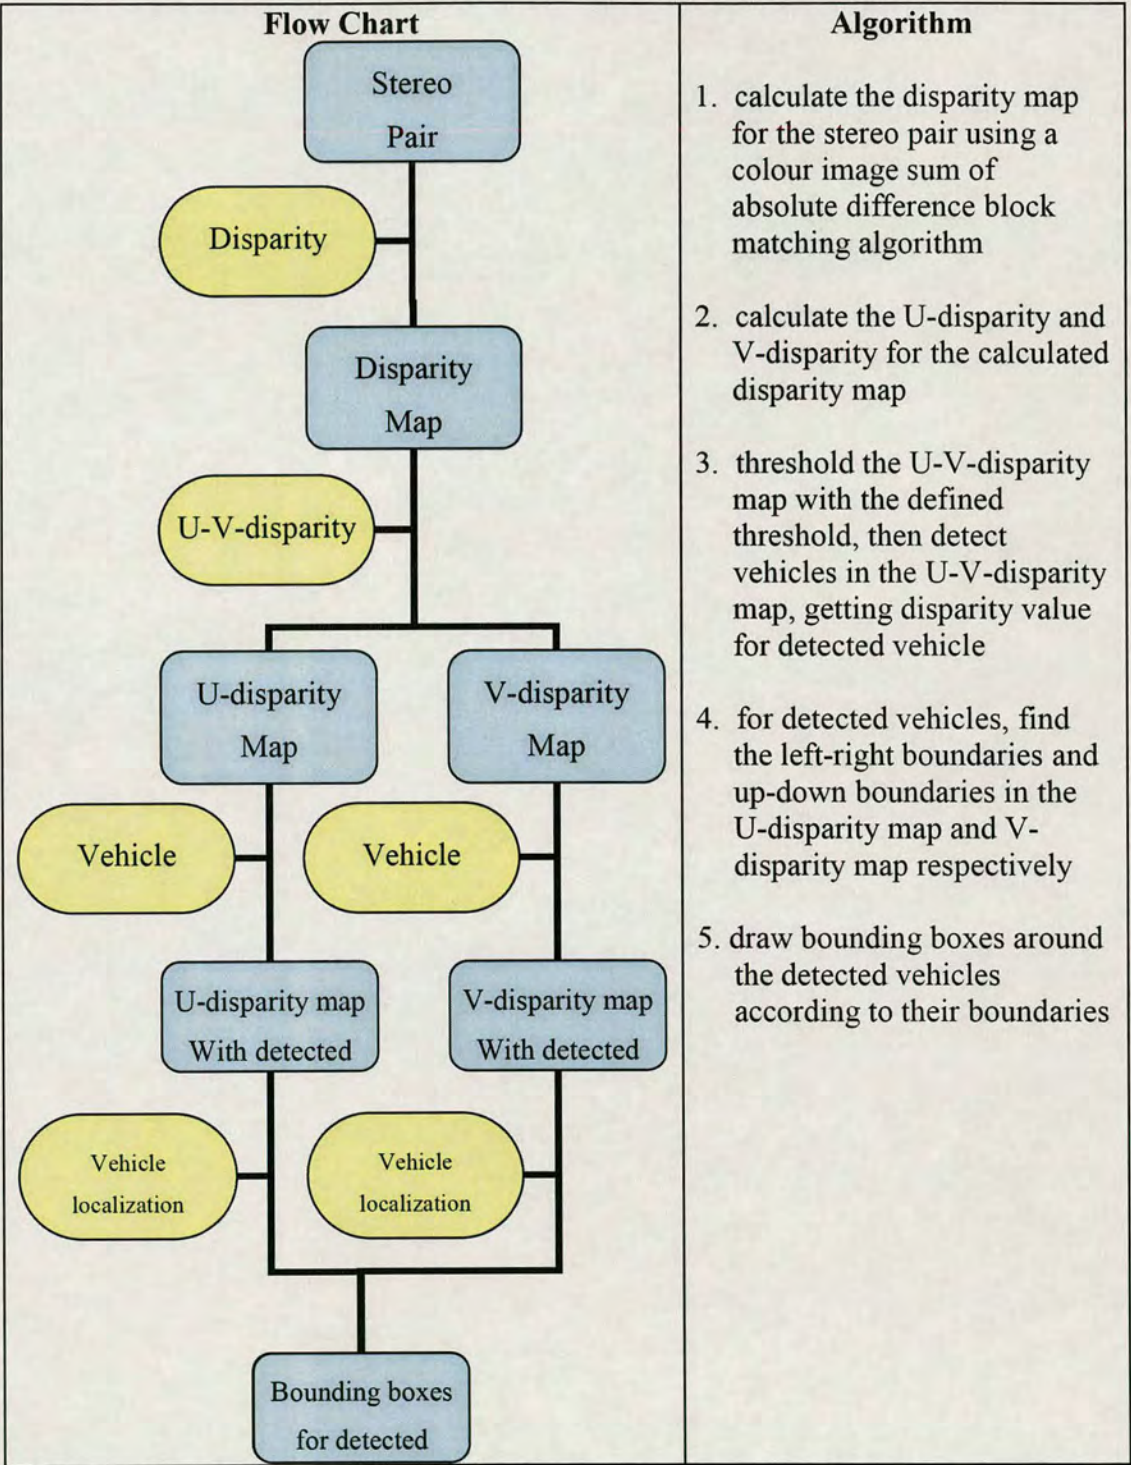 Flow Chart
Stereo
Pair
Disparity
Disparity
Map
U-V-disparity
U-disparity
Map
V-disparity
Map
Vehicle
Vehicle
U-disparity map
With detected
V-disparity map
With detected
Vehicle
localization
Vehicle
localization
Bounding boxes
for detected
Algorithm
1. calculate the disparity map
for the stereo pair using a
colour image sum of
absolute difference block
matching algorithm
2. calculate the U-disparity and
V-disparity for the calculated
disparity map
3. threshold the U-V-disparity
map with the defined
threshold, then detect
vehicles in the U-V-disparity
map, getting disparity value
for detected vehicle
4. for detected vehicles, find
the left-right boundaries and
up-down boundaries in the
U-disparity map and V-
disparity map respectively
5. draw bounding boxes around
the detected vehicles
according to their boundaries